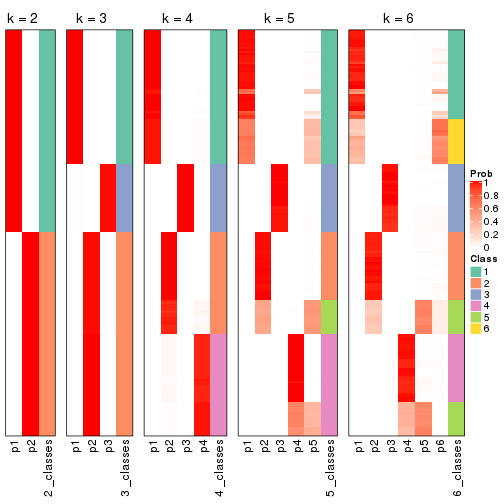 k = 2
k = 3
k = 4
k = 5
k = 6
Prob
1
0.8
0.6
0.4
0.2
0
Class
1
2
3
4
5
6
p1
p2
2_classes
p1
p2
p3
3_classes
p1
p2
p3
p4
4_classes
p1
p2
p3
p4
p5
5_classes
p1
p2
p3
p4
p5
p6
6_classes